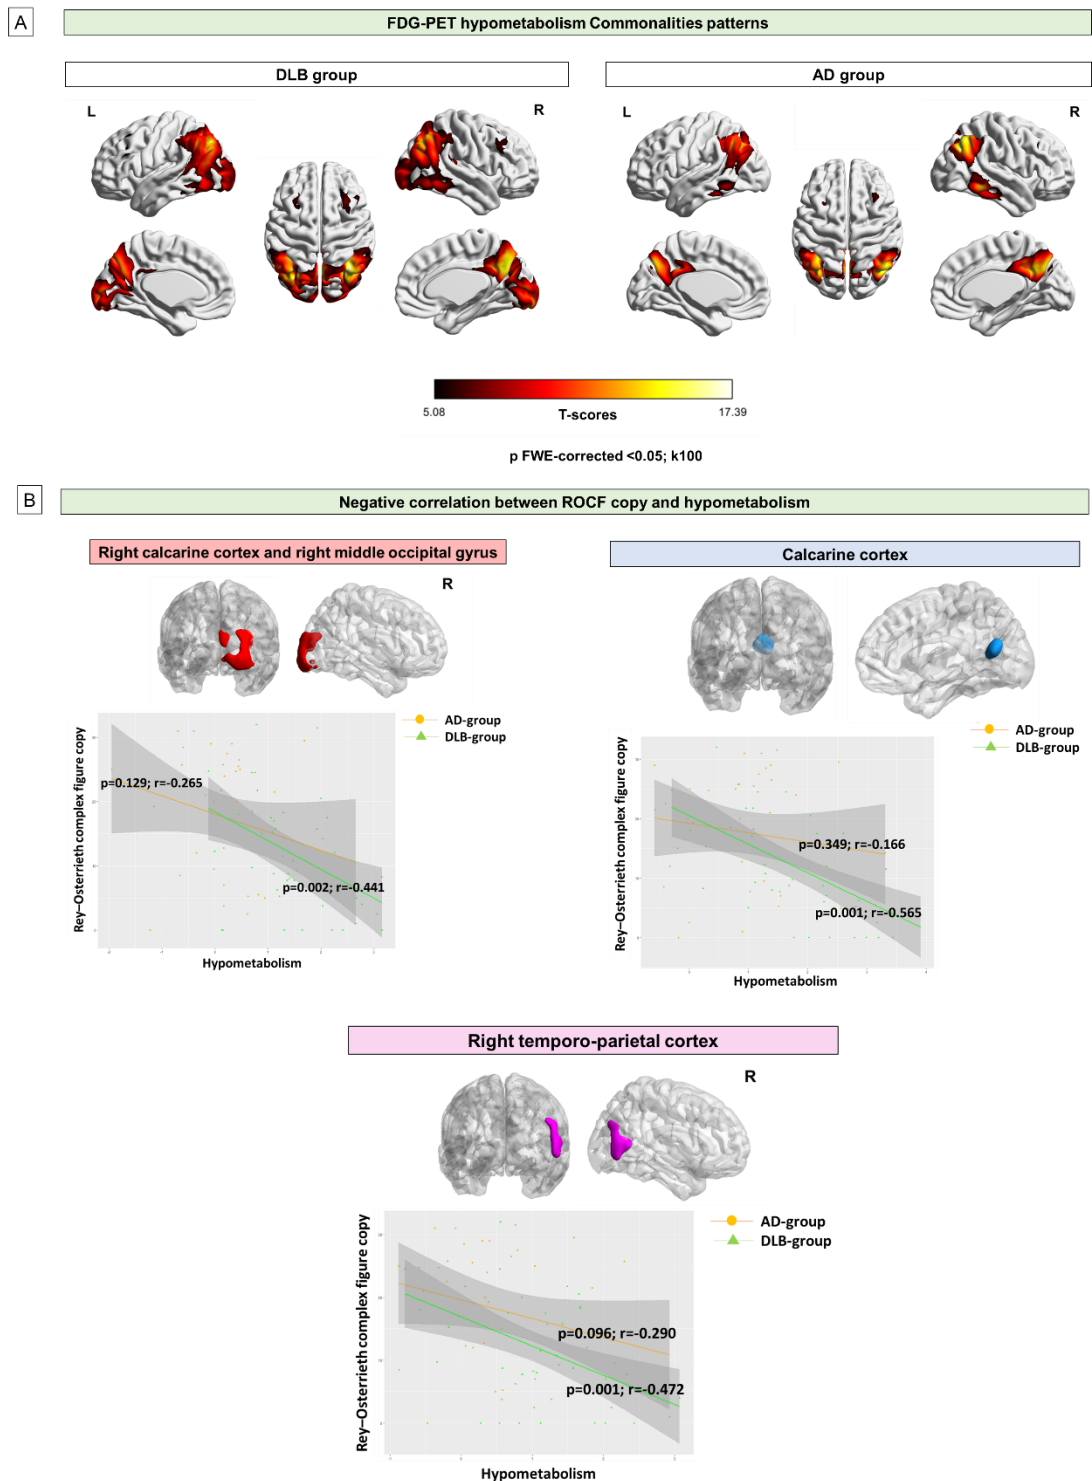 A
FDG-PET hypometabolism Commonalities patterns
DLB group
AD group
L
R
L
R
5.08
T-scores
17.39
p FWE-corrected <0.05; k100
B
Negative correlation between ROCF copy and hypometabolism
Right calcarine cortex and right middle occipital gyrus
Calcarine cortex
R
AD-group
DLB-group
Rey–Osterrieth complex figure copy
p=0.129; r=-0.265
p=0.002; r=-0.441
Hypometabolism
AD-group
DLB-group
Rey–Osterrieth complex figure copy
p=0.349; r=-0.166
p=0.001; r=-0.565
Hypometabolism
Right temporo-parietal cortex
R
AD-group
DLB-group
Rey–Osterrieth complex figure copy
p=0.096; r=-0.290
p=0.001; r=-0.472
Hypometabolism